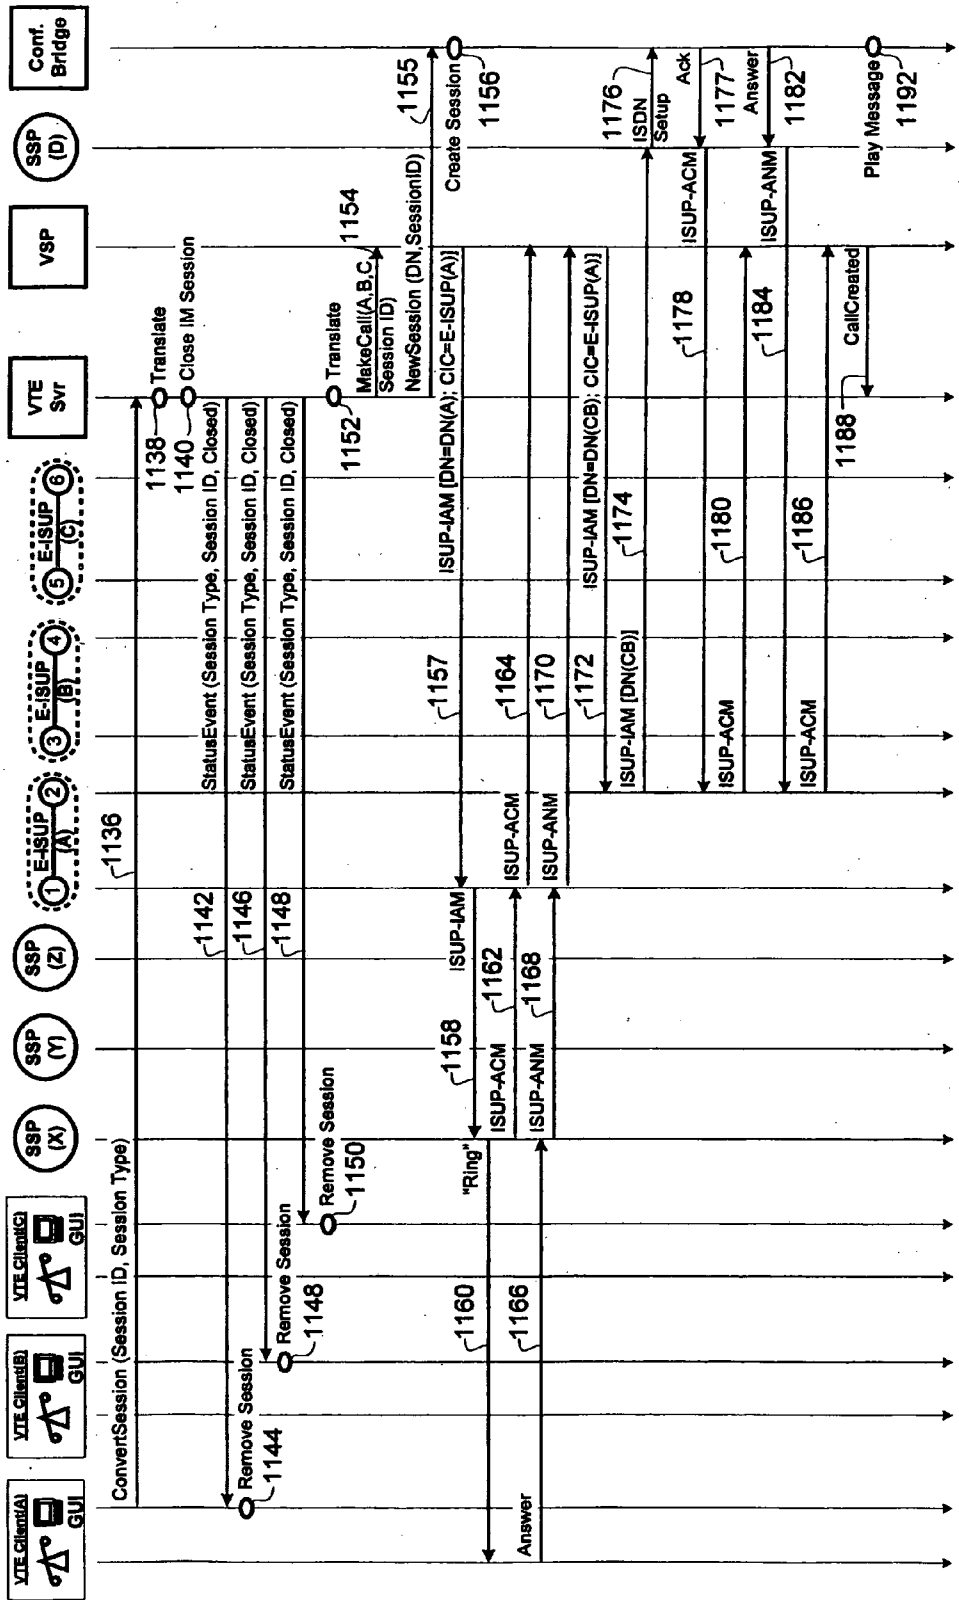 VTE Client(A)
GUI
VTE Client(B)
GUI
VTE Client(C)
GUI
SSP
(X)
SSP
(Y)
SSP
(Z)
1
E-ISUP
(A)
2
3
E-ISUP
(B)
4
5
E-ISUP
(C)
6
VTE
Svr
VSP
SSP
(D)
Conf.
Bridge
ConvertSession (Session ID, Session Type)
1136
1138
Translate
1140
Close IM Session
1142
StatusEvent (Session Type, Session ID, Closed)
Remove Session
1144
1146
StatusEvent (Session Type, Session ID, Closed)
Remove Session
1148
1148
StatusEvent (Session Type, Session ID, Closed)
Remove Session
1150
Translate
1152
MakeCall(A,B,C,
Session ID)
1154
NewSession (DN,SessionID)
1155
Create Session
1156
ISUP-IAM [DN=DN(A); CIC=E-ISUP(A)]
1157
ISUP-IAM
1158
"Ring"
1160
ISUP-ACM
1162
ISUP-ACM
1164
Answer
1166
ISUP-ANM
1168
ISUP-ANM
1170
ISUP-IAM [DN=DN(CB); CIC=E-ISUP(A)]
1172
ISUP-IAM [DN(CB)]
1174
ISDN
Setup
1176
Ack
1177
ISUP-ACM
1178
ISUP-ACM
1180
Answer
1182
ISUP-ANM
1184
ISUP-ACM
1186
CallCreated
1188
Play Message
1192